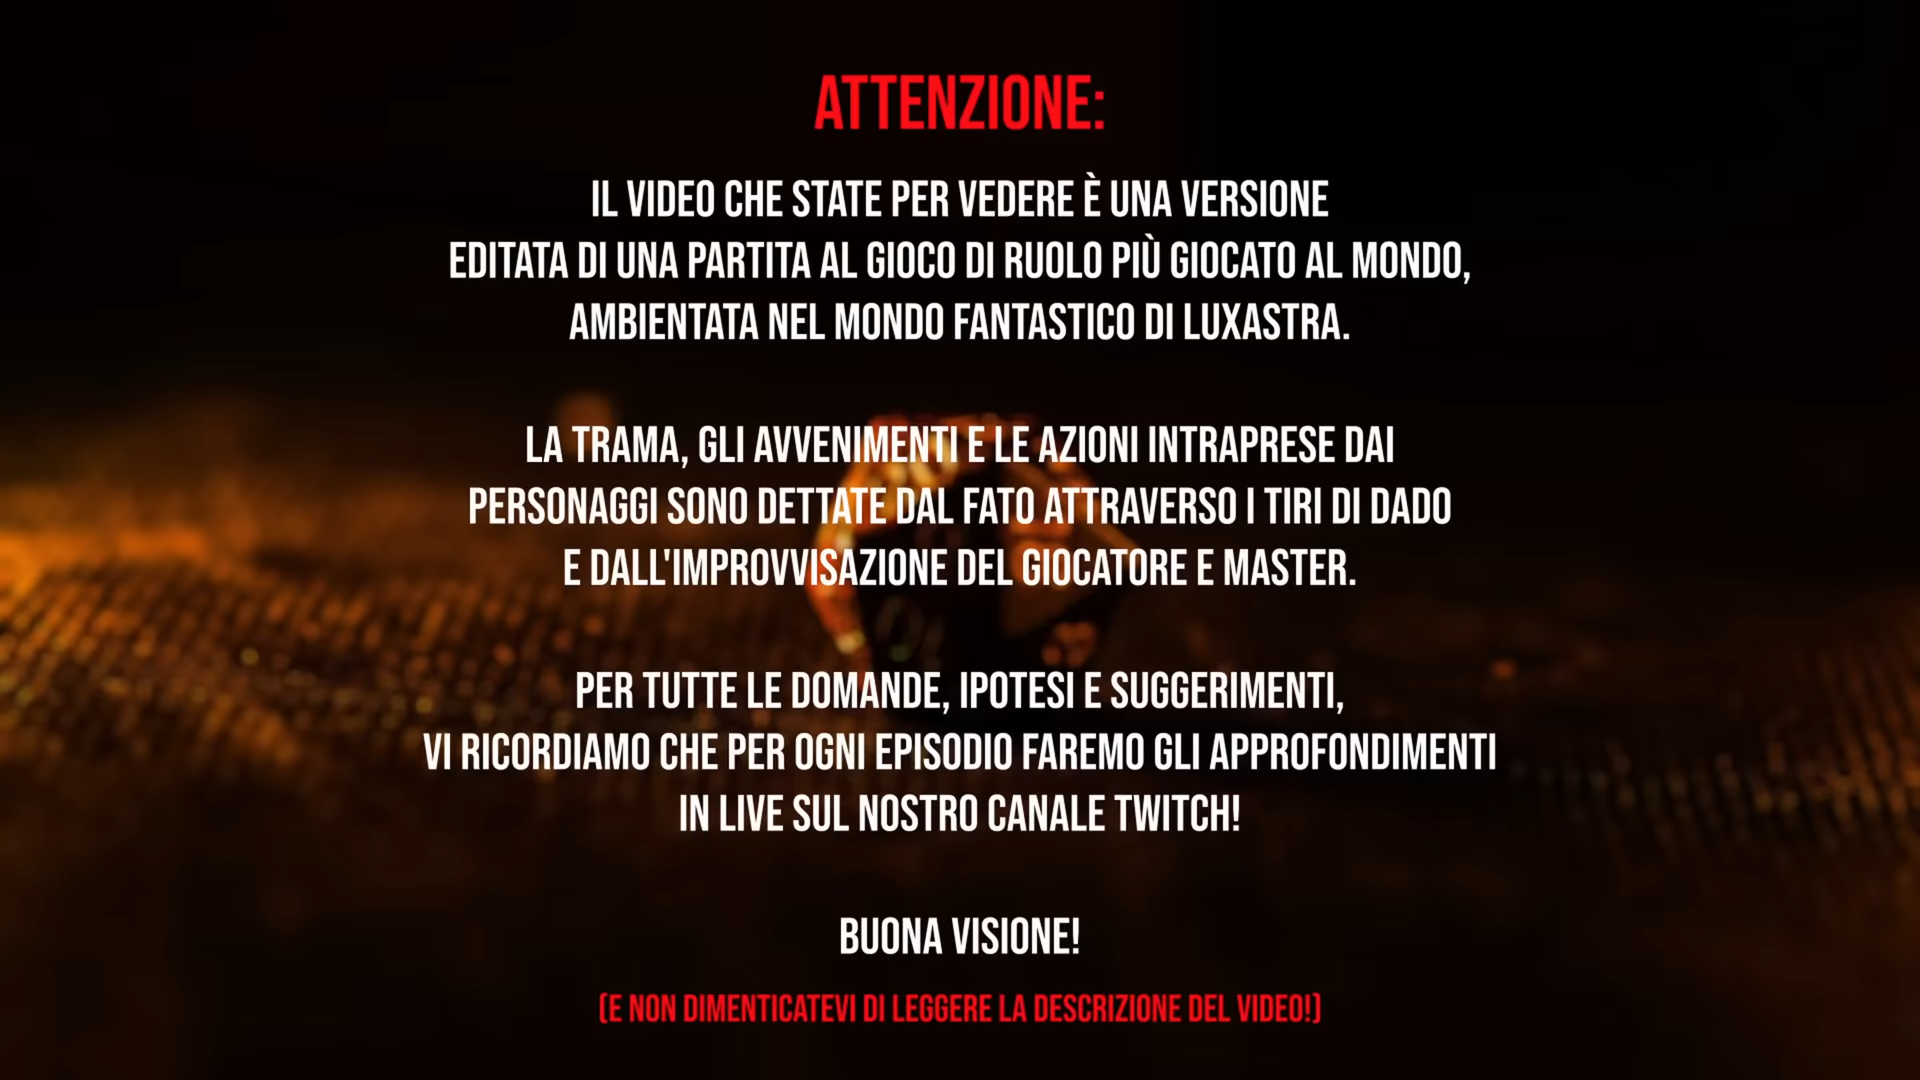 ATTENZIONE:
IL VIDEO CHE STATE PER VEDERE È UNA VERSIONE
EDITATA DI UNA PARTITA AL GIOCO DI RUOLO PIÙ GIOCATO AL MONDO,
AMBIENTATA NEL MONDO FANTASTICO DI LUXASTRA.
LA TRAMA, GLI AVVENIMENTI E LE AZIONI INTRAPRESE DAI
PERSONAGGI SONO DETTATE DAL FATO ATTRAVERSO I TIRI DI DADO
E DALL'IMPROVVISAZIONE DEL GIOCATORE E MASTER.
PER TUTTE LE DOMANDE, IPOTESI E SUGGERIMENTI,
VI RICORDIAMO CHE PER OGNI EPISODIO FAREMO GLI APPROFONDIMENTI
IN LIVE SUL NOSTRO CANALE TWITCH!
BUONA VISIONE!
(E NON DIMENTICATEVI DI LEGGERE LA DESCRIZIONE DEL VIDEO!)